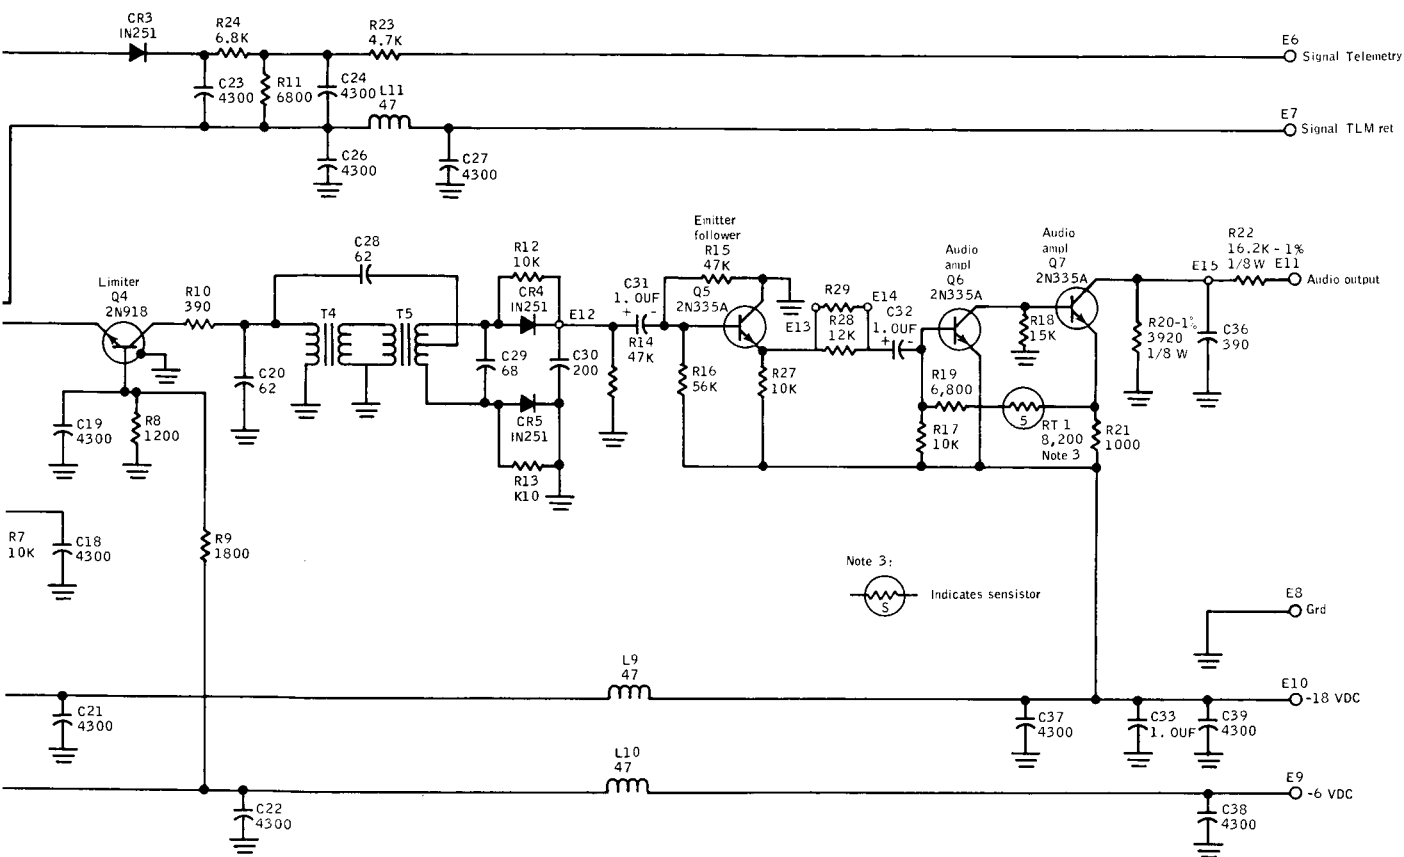 CR3
IN251
R24
6.8K
R23
4.7K
E6
Signal Telemetry
C23
4300
R11
6800
C24
4300
L11
47
E7
Signal TLM ret
C26
4300
C27
4300
Limiter
Q4
2N918
R10
390
C28
62
T4
T5
R12
10K
CR4
IN251
C31
1.0UF
+ -
E12
Emitter
follower
R15
47K
Q5
2N335A
R29
E14
E13
R28
12K
C32
1.0UF
+ -
Audio
ampl
Q6
2N335A
Audio
ampl
Q7
2N335A
R22
16.2K - 1%
1/8 W
E15
E11
Audio output
R14
47K
R18
15K
R20-1%
3920
1/8 W
C36
390
C20
62
C29
68
C30
200
R16
56K
R27
10K
R19
6,800
C19
4300
R8
1200
CR5
IN251
R17
10K
5
RT 1
8,200
Note 3
R21
1000
R13
K10
R7
10K
C18
4300
R9
1800
Note 3:
S
Indicates sensistor
E8
Grd
L9
47
E10
-18 VDC
C21
4300
C37
4300
C33
1.0UF
C39
4300
L10
47
E9
-6 VDC
C22
4300
C38
4300